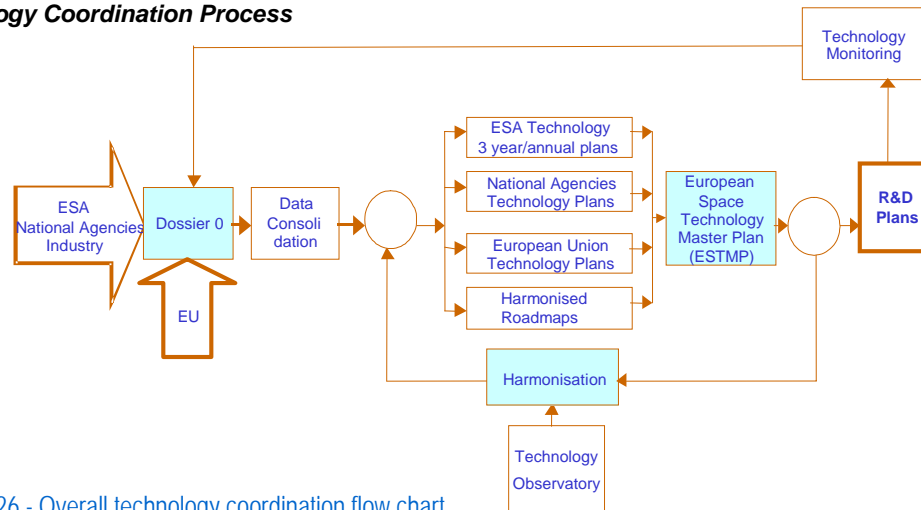 ogy Coordination Process
Technology
Monitoring
ESA Technology
3 year/annual plans
National Agencies
Technology Plans
European Union
Technology Plans
Harmonised
Roadmaps
European
Space
Technology
Master Plan
(ESTMP)
R&D
Plans
ESA
National Agencies
Industry
Dossier 0
Data
Consoli
dation
EU
Harmonisation
Technology
Observatory
26 - Overall technology coordination flow chart